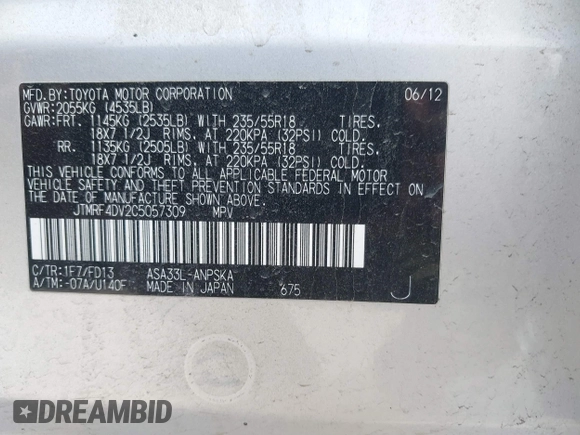 MFD.BY:TOYOTA MOTOR CORPORATION 06/12
GVWR:2055KG (4535LB)
GAWR:FRT. 1145KG (2535LB) WITH 235/55R18 TIRES.
18X7 1/2J RIMS. AT 220KPA (32PSI) COLD.
RR. 1135KG (2505LB) WITH 235/55R18 TIRES.
18X7 1/2J RIMS. AT 220KPA (32PSI) COLD.
THIS VEHICLE CONFORMS TO ALL APPLICABLE FEDERAL MOTOR
VEHICLE SAFETY AND THEFT PREVENTION STANDARDS IN EFFECT ON
THE DATE OF MANUFACTURE SHOWN ABOVE.
JTMRF4DV2C5057309 MPV
C/TR:1F7/FD13 ASA33L-ANPSKA
A/TM:-07A/U140F MADE IN JAPAN 675 J
DREAMBID